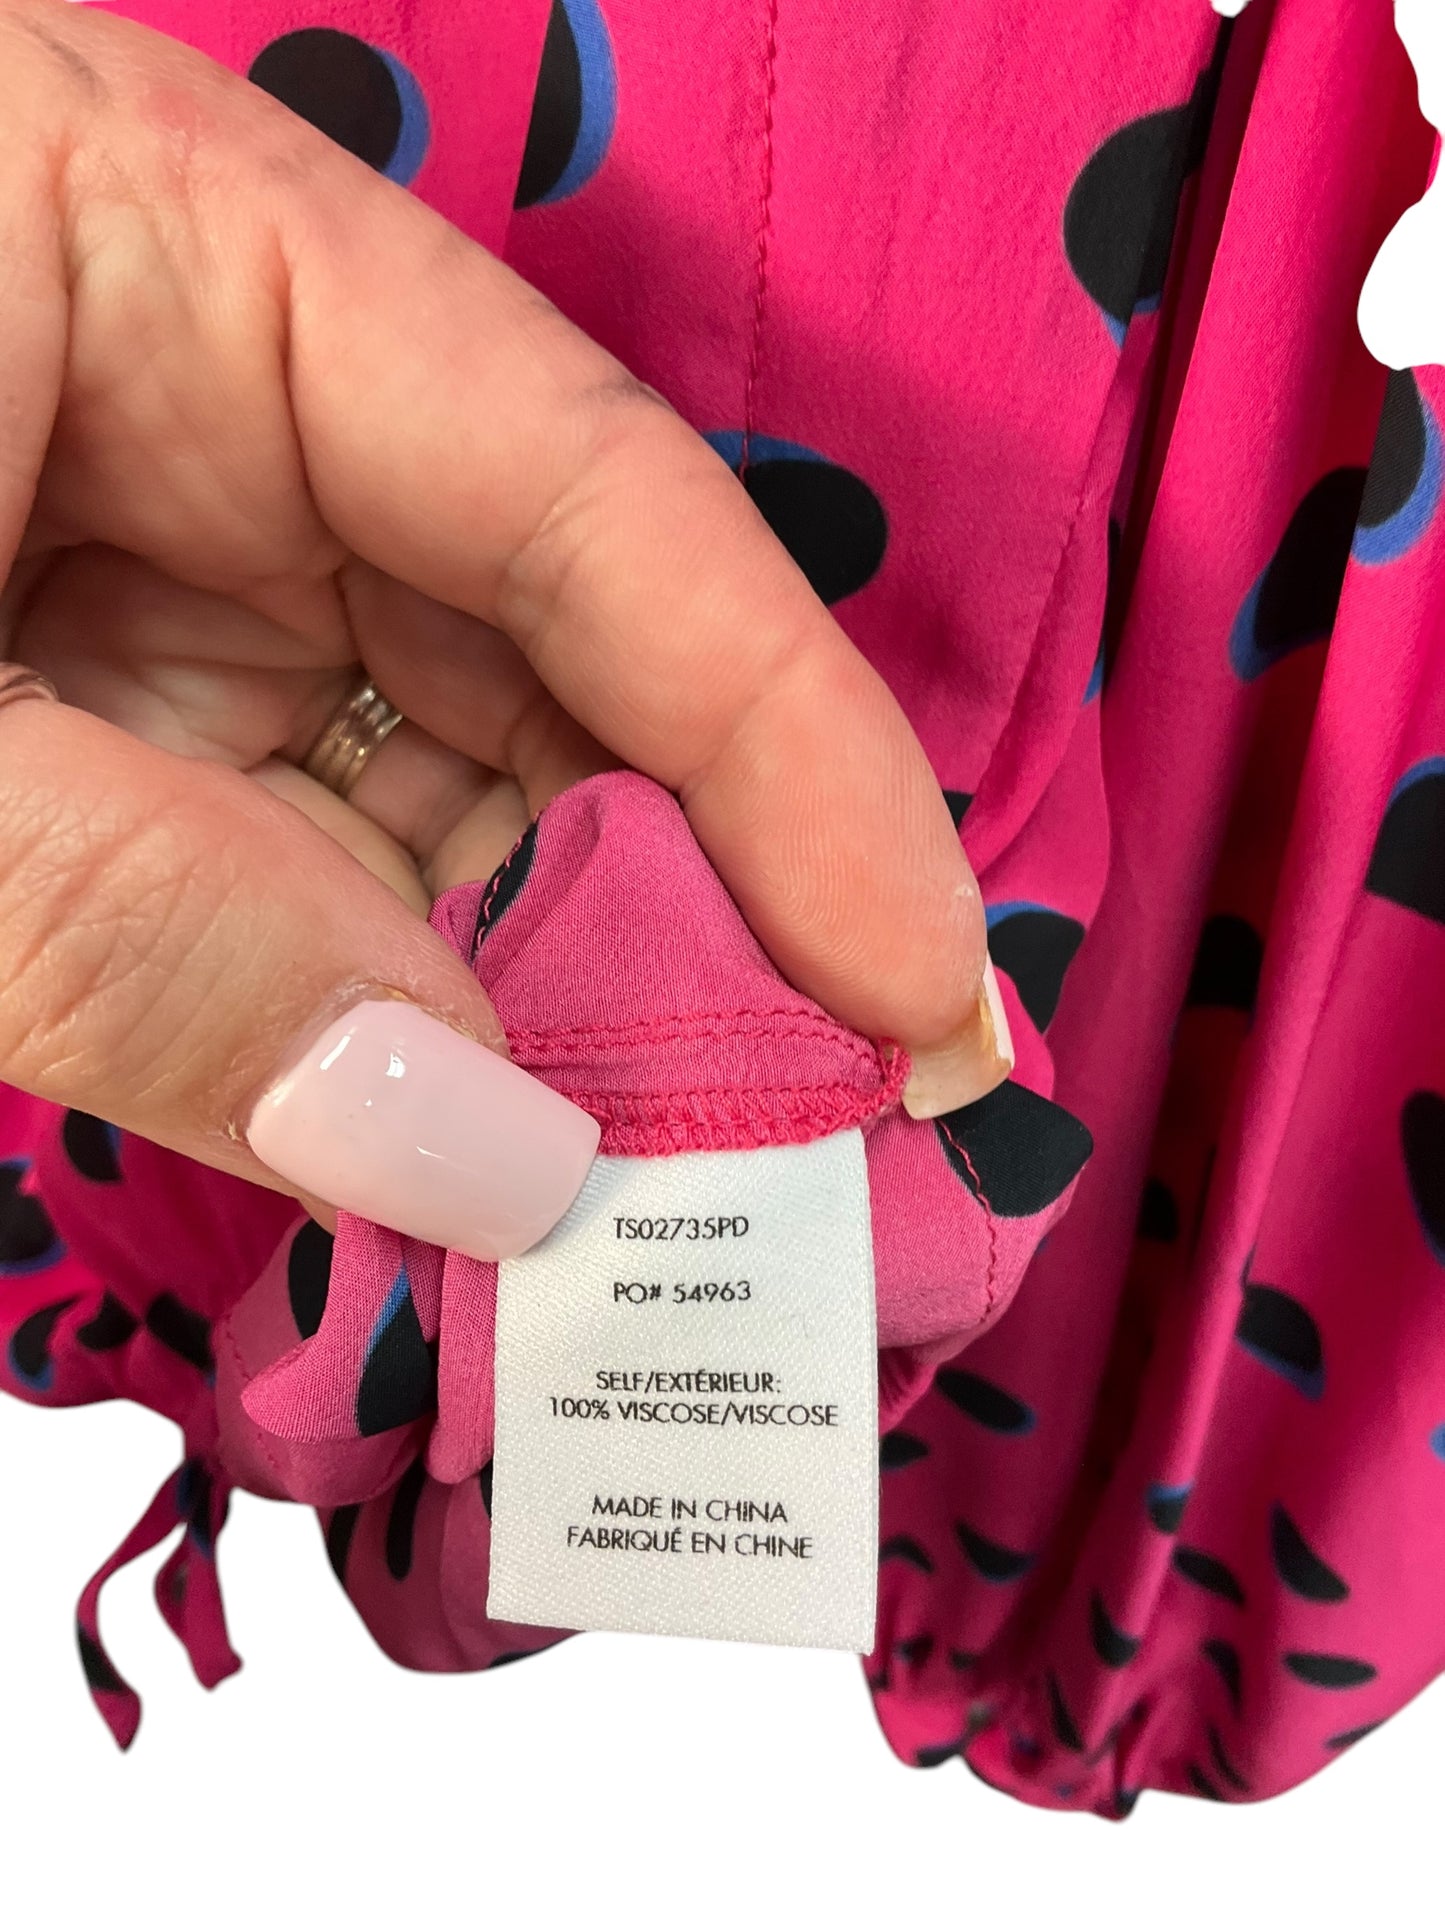 TS02735PD
PO# 54963
SELF/EXTÉRIEUR:
100% VISCOSE/VISCOSE
MADE IN CHINA
FABRIQUÉ EN CHINE